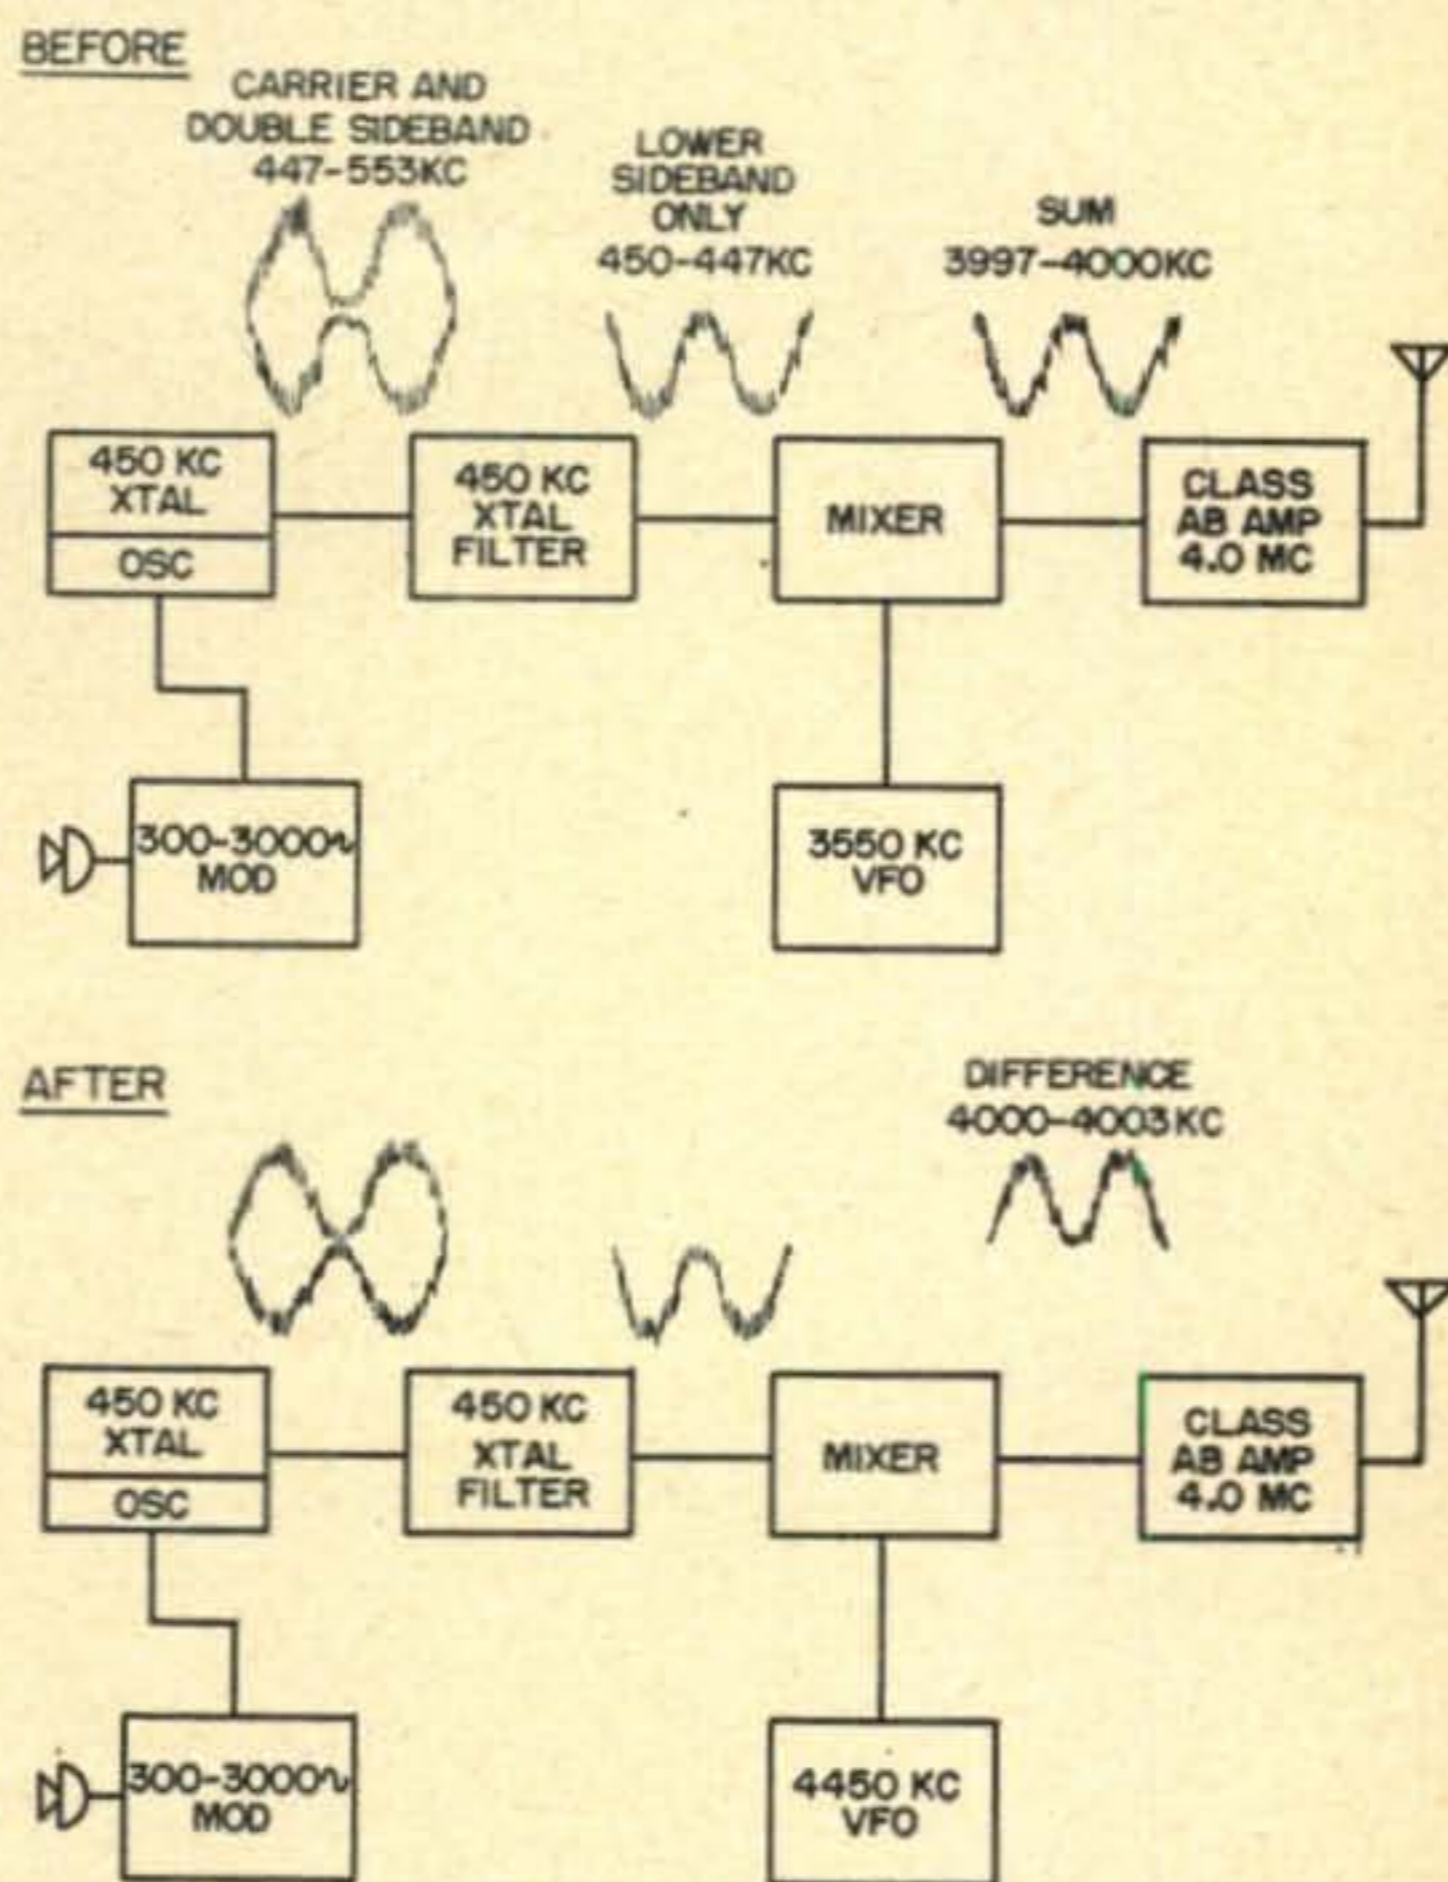 BEFORE
CARRIER AND
DOUBLE SIDEBAND
447-553KC
LOWER
SIDEBAND
ONLY
450-447KC
SUM
3997-4000KC
450 KC
XTAL
OSC
450 KC
XTAL
FILTER
MIXER
CLASS
AB AMP
4.0 MC
300-3000~
MOD
3550 KC
VFO
AFTER
DIFFERENCE
4000-4003KC
450 KC
XTAL
OSC
450 KC
XTAL
FILTER
MIXER
CLASS
AB AMP
4.0 MC
300-3000~
MOD
4450 KC
VFO